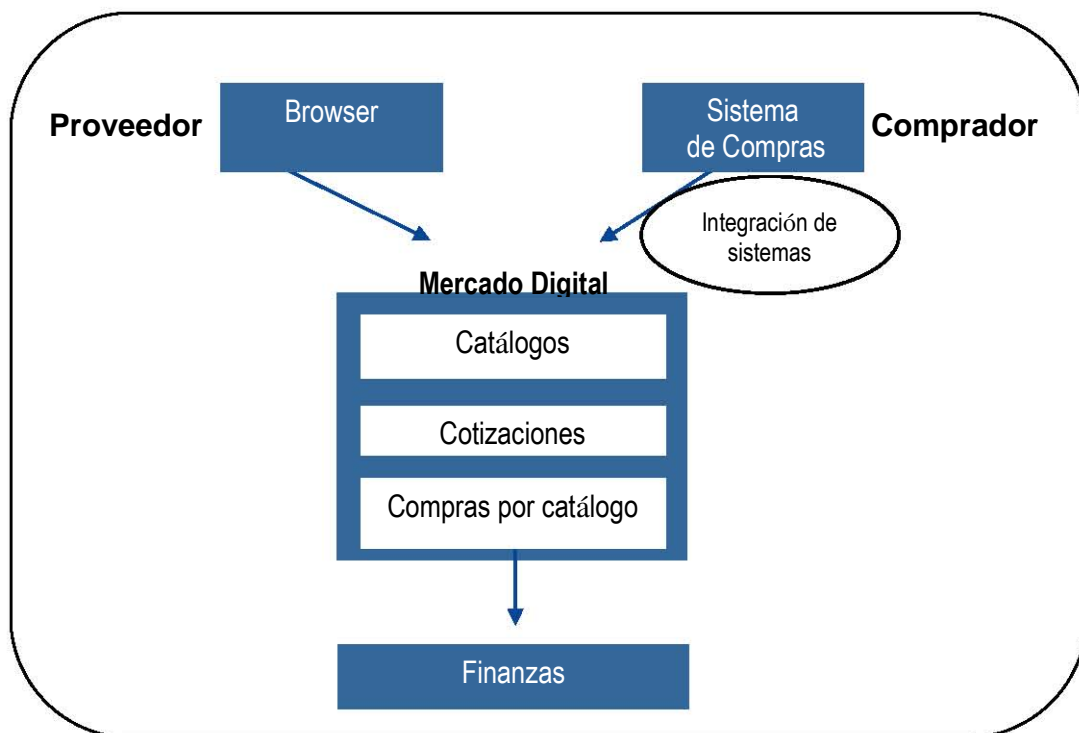 Proveedor
Browser
Sistema
de Compras
Comprador
Integración de
sistemas
Mercado Digital
Catálogos
Cotizaciones
Compras por catálogo
Finanzas